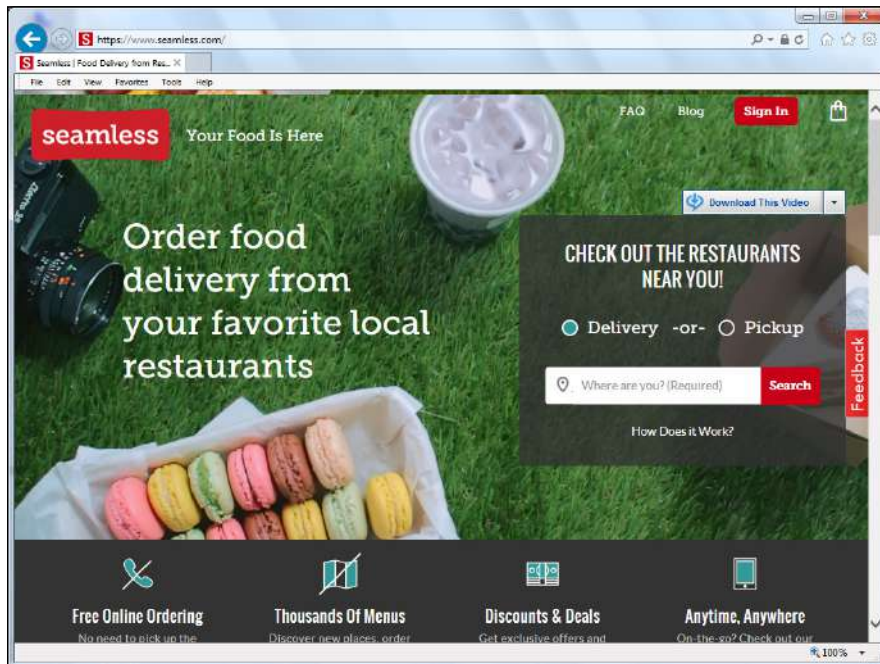 https://www.seamless.com/
Seamless | Food Delivery from Res...
File Edit View Favorites Tools Help
seamless
Your Food Is Here
FAQ
Blog
Sign In
Download This Video
Order food
delivery from
your favorite local
restaurants
CHECK OUT THE RESTAURANTS
NEAR YOU!
Delivery -or- Pickup
Where are you? (Required)
Search
How Does it Work?
Feedback
Free Online Ordering
No need to pick up the
Thousands Of Menus
Discover new places, order
Discounts & Deals
Get exclusive offers and
Anytime, Anywhere
On-the-go? Check out our
100%